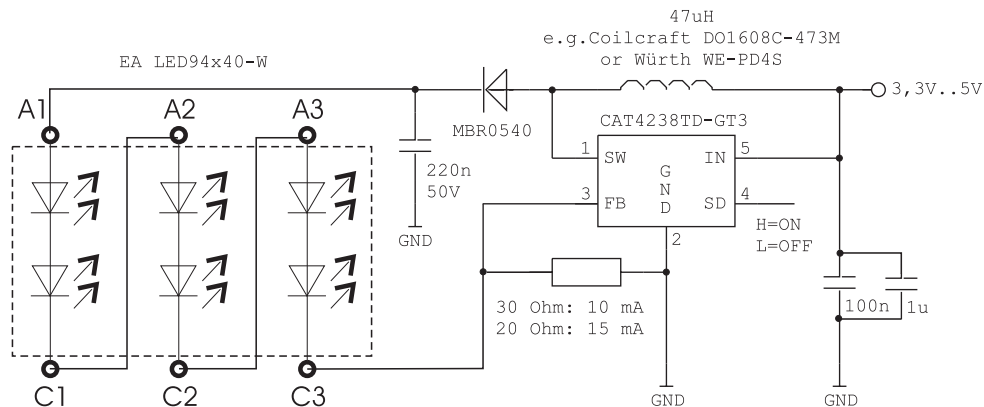 47uH
e.g.Coilcraft DO1608C-473M
or Würth WE-PD4S
EA LED94x40-W
3,3V..5V
A1
A2
A3
MBR0540
CAT4238TD-GT3
1
SW
IN
5
220n
50V
GND
3
FB
GND
SD
4
2
H=ON
L=OFF
30 Ohm: 10 mA
20 Ohm: 15 mA
100n
1u
C1
C2
C3
GND
GND